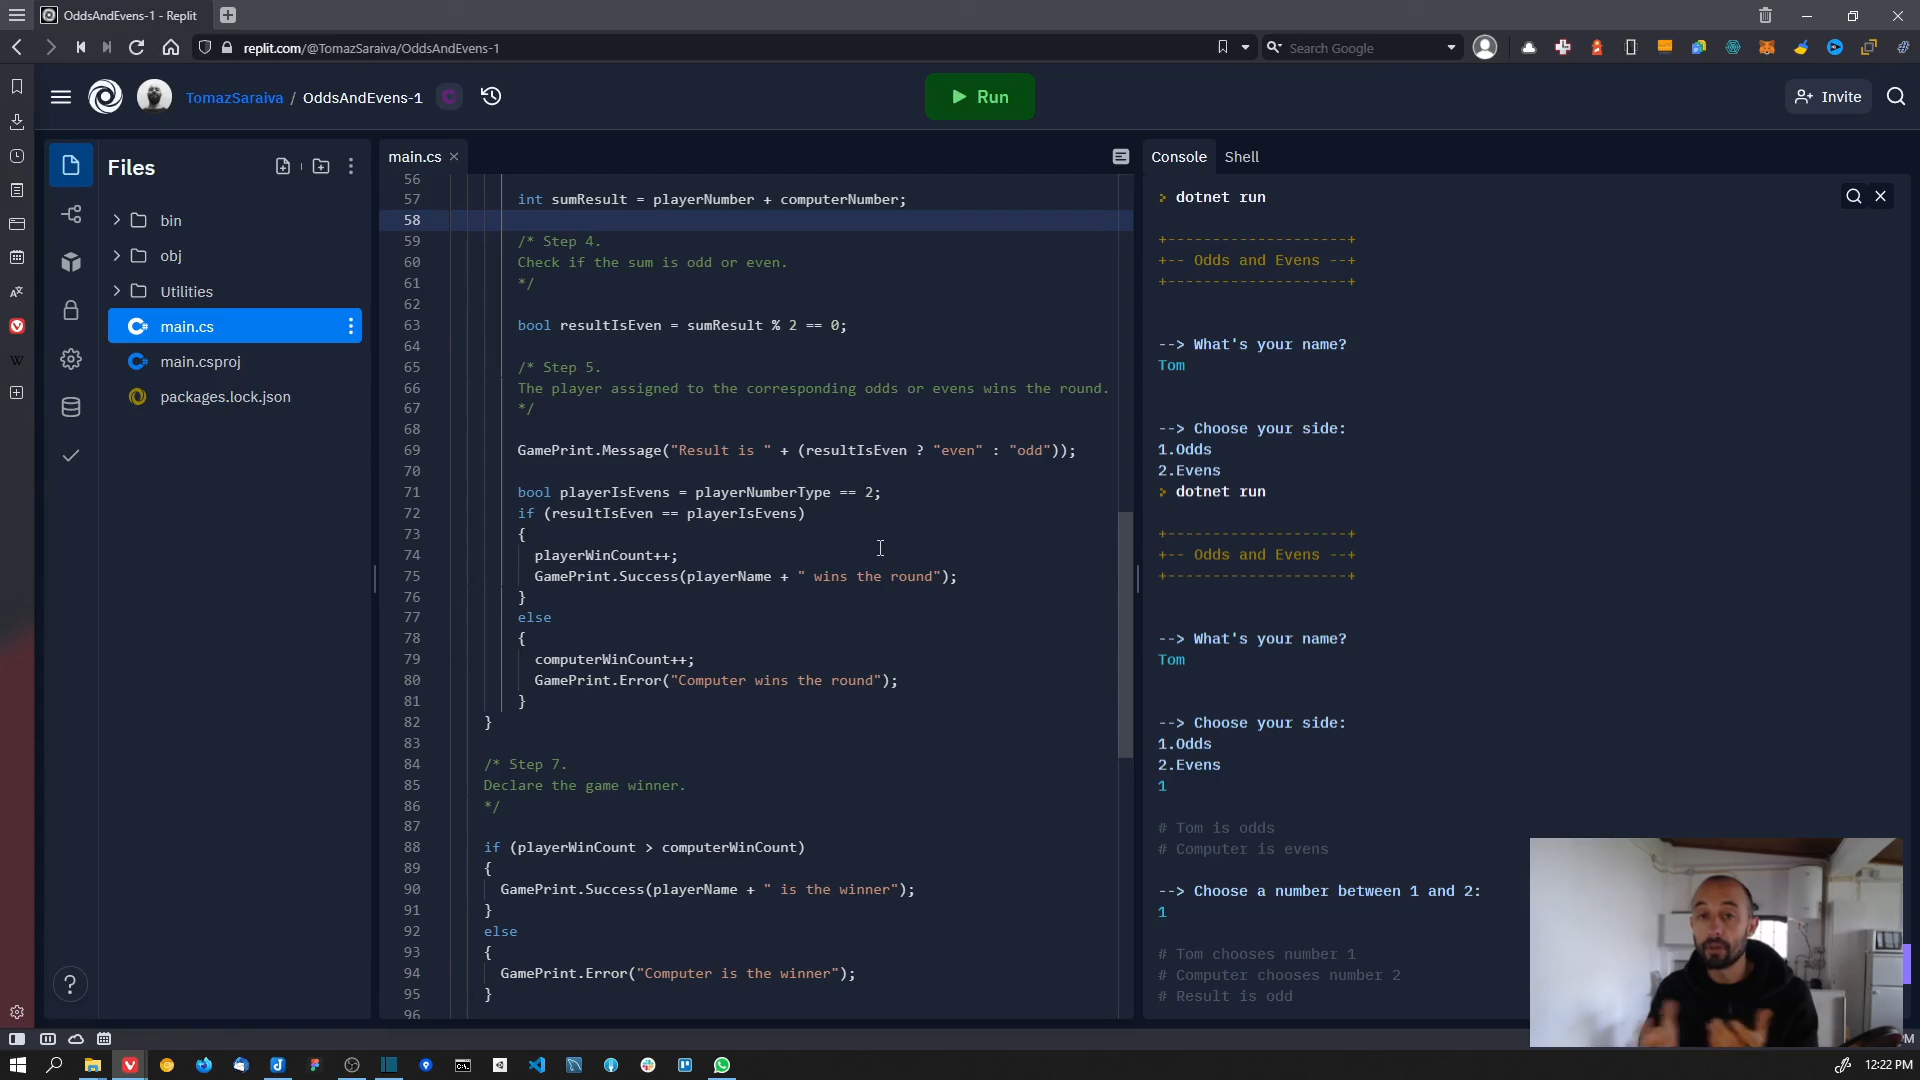 OddsAndEvens-1 - Replit
replit.com/@TomazSaraiva/OddsAndEvens-1
Search Google
TomazSaraiva / OddsAndEvens-1
Run
Invite
Files
bin
obj
Utilities
main.cs
main.csproj
packages.lock.json
main.cs
56
57 int sumResult = playerNumber + computerNumber;
58
59 /* Step 4.
60 Check if the sum is odd or even.
61 */
62
63 bool resultIsEven = sumResult % 2 == 0;
64
65 /* Step 5.
66 The player assigned to the corresponding odds or evens wins the round.
67 */
68
69 GamePrint.Message("Result is " + (resultIsEven ? "even" : "odd"));
70
71 bool playerIsEvens = playerNumberType == 2;
72 if (resultIsEven == playerIsEvens)
73 {
74 playerWinCount++;
75 GamePrint.Success(playerName + " wins the round");
76 }
77 else
78 {
79 computerWinCount++;
80 GamePrint.Error("Computer wins the round");
81 }
82 }
83
84 /* Step 7.
85 Declare the game winner.
86 */
87
88 if (playerWinCount > computerWinCount)
89 {
90 GamePrint.Success(playerName + " is the winner");
91 }
92 else
93 {
94 GamePrint.Error("Computer is the winner");
95 }
96
Console Shell
> dotnet run
+--------------------+
+-- Odds and Evens --+
+--------------------+
--> What's your name?
Tom
--> Choose your side:
1.Odds
2.Evens
> dotnet run
+--------------------+
+-- Odds and Evens --+
+--------------------+
--> What's your name?
Tom
--> Choose your side:
1.Odds
2.Evens
1
# Tom is odds
# Computer is evens
--> Choose a number between 1 and 2:
1
# Tom chooses number 1
# Computer chooses number 2
# Result is odd
12:22 PM